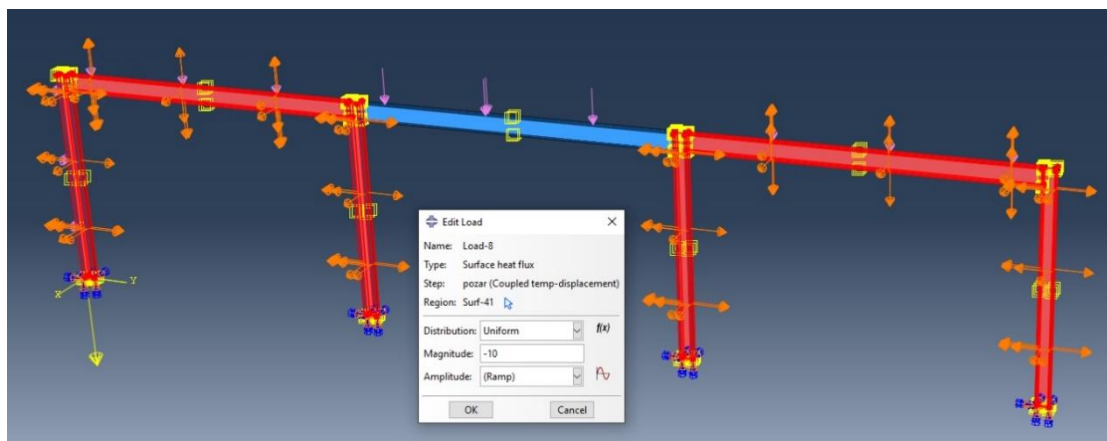 Edit Load
Name: Load-8
Type: Surface heat flux
Step: pozar (Coupled temp-displacement)
Region: Surf-41
Distribution: Uniform f(x)
Magnitude: -10
Amplitude: (Ramp)
OK Cancel
X Y